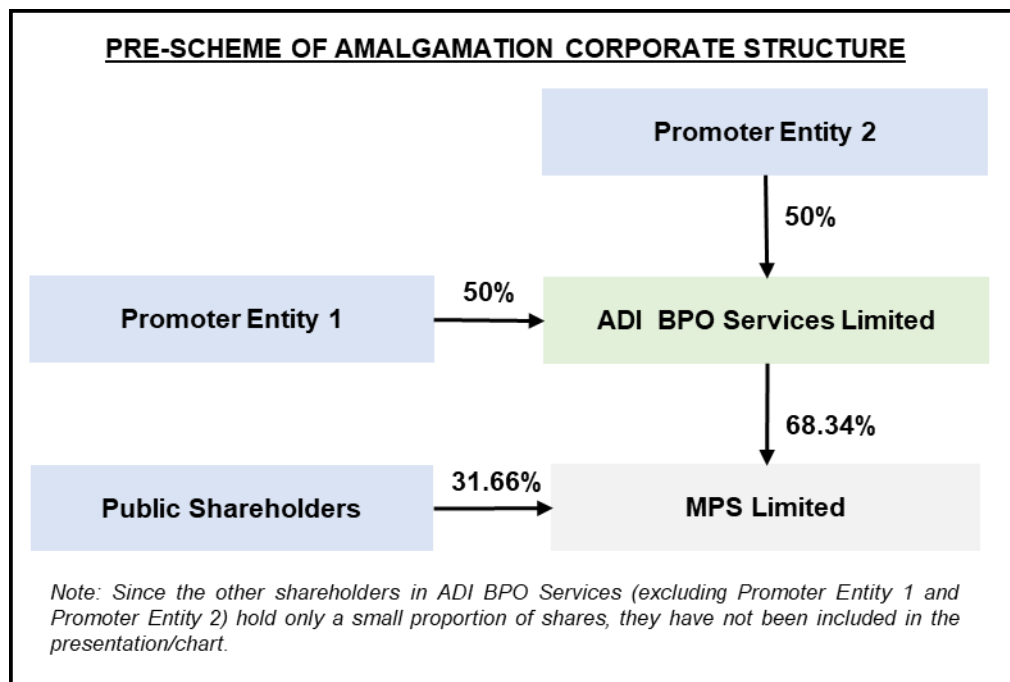 PRE-SCHEME OF AMALGAMATION CORPORATE STRUCTURE
Promoter Entity 2
50%
50%
Promoter Entity 1
ADI BPO Services Limited
68.34%
31.66%
Public Shareholders
MPS Limited
Note: Since the other shareholders in ADI BPO Services (excluding Promoter Entity 1 and
Promoter Entity 2) hold only a small proportion of shares, they have not been included in the
presentation/chart.